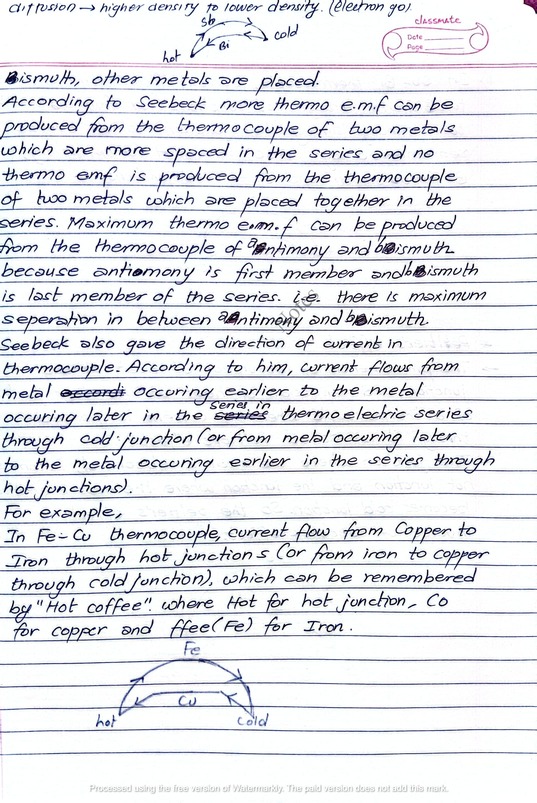 diffusion → higher density to lower density. (electron go)
Sb
cold
Bi
hot
classmate
Date
Page
Bismuth, other metals are placed.
According to Seebeck more thermo e.m.f can be
produced from the thermocouple of two metals
which are more spaced in the series and no
thermo emf is produced from the thermocouple
of two metals which are placed together in the
series. Maximum thermo e.m.f can be produced
from the thermocouple of antimony and bismuth
because antiomony is first member and bismuth
is last member of the series. i.e. there is maximum
seperation in between antimony and bismuth.
Seebeck also gave the direction of current in
thermocouple. According to him, current flows from
metal occuring earlier to the metal
occuring later in the series in thermoelectric series
through cold junction (or from metal occuring later
to the metal occuring earlier in the series through
hot junctions).
For example,
In Fe-Cu thermocouple, current flow from Copper to
Iron through hot junctions (or from iron to copper
through cold junction), which can be remembered
by "Hot coffee". where Hot for hot junction, Co
for copper and ffee(Fe) for Iron.
Fe
Cu
hot
cold
Processed using the free version of Watermarkly. The paid version does not add this mark.